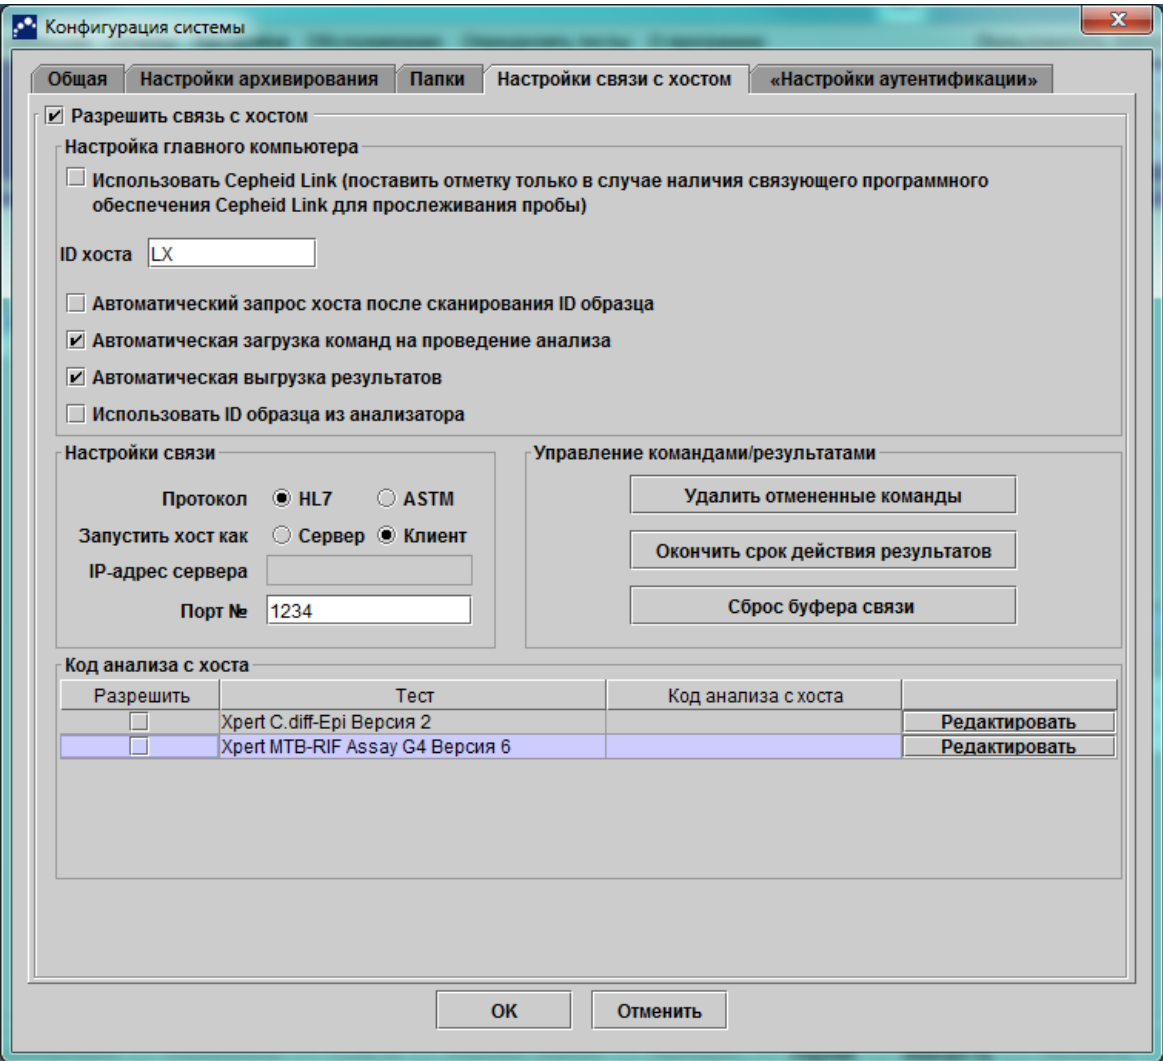 Конфигурация системы
Общая
Настройки архивирования
Папки
Настройки связи с хостом
«Настройки аутентификации»
Разрешить связь с хостом
Настройка главного компьютера
Использовать Cepheid Link (поставить отметку только в случае наличия связующего программного
обеспечения Cepheid Link для прослеживания пробы)
ID хоста LX
Автоматический запрос хоста после сканирования ID образца
Автоматическая загрузка команд на проведение анализа
Автоматическая выгрузка результатов
Использовать ID образца из анализатора
Настройки связи
Протокол HL7 ASTM
Запустить хост как Сервер Клиент
IP-адрес сервера
Порт № 1234
Управление командами/результатами
Удалить отмененные команды
Окончить срок действия результатов
Сброс буфера связи
Код анализа с хоста
Разрешить Тест Код анализа с хоста
Xpert C.diff-Epi Версия 2 Редактировать
Xpert MTB-RIF Assay G4 Версия 6 Редактировать
OK Отменить